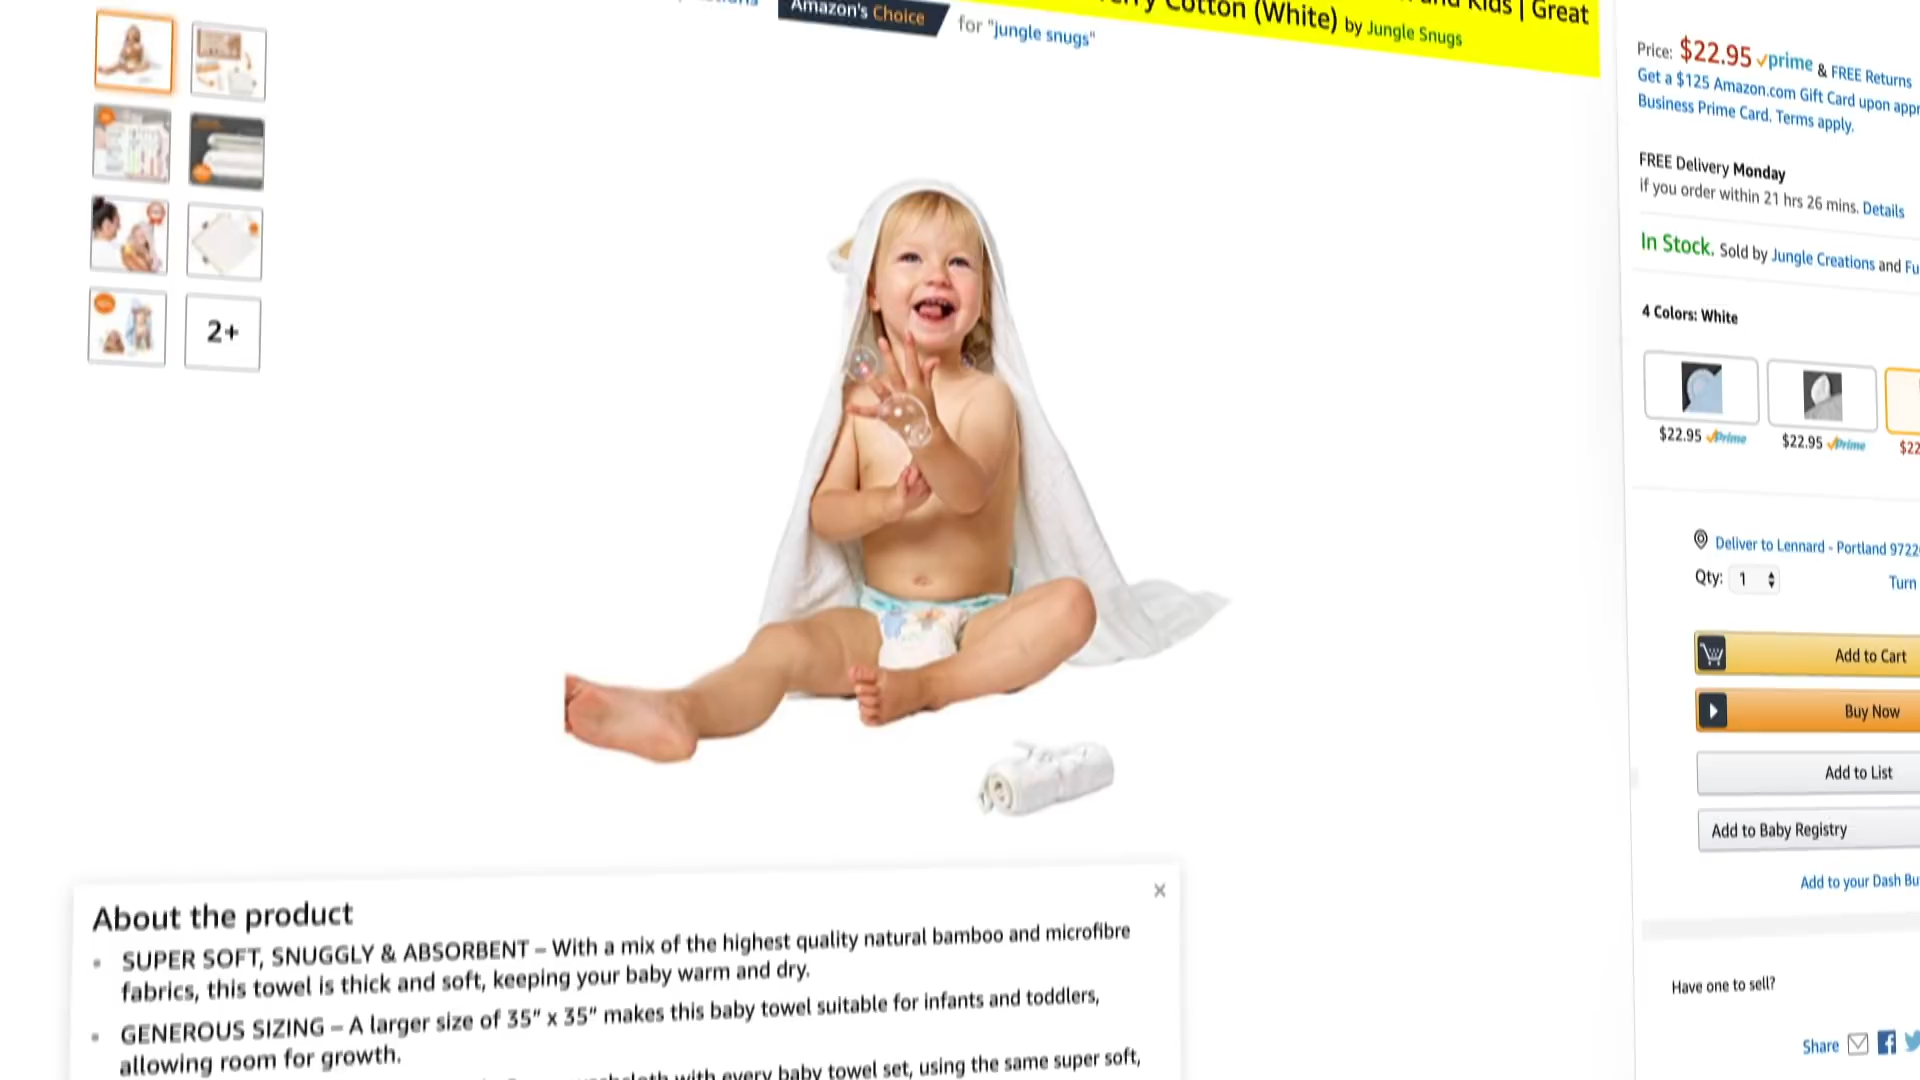 Kids | Great
Cotton (White) by Jungle Snugs
Amazon's Choice for "jungle snugs"
2+
Price: $22.95 prime & FREE Returns
Get a $125 Amazon.com Gift Card upon
Business Prime Card. Terms apply.
FREE Delivery Monday
if you order within 21 hrs 26 mins. Details
In Stock. Sold by Jungle Creations and
4 Colors: White
$22.95 Prime
$22.95 Prime
Deliver to Lennard - Portland
Qty: 1
Turn
Add to Cart
Buy Now
Add to List
Add to Baby Registry
Add to your Dash
Have one to sell?
Share
About the product
SUPER SOFT, SNUGGLY & ABSORBENT – With a mix of the highest quality natural bamboo and microfibre
fabrics, this towel is thick and soft, keeping your baby warm and dry.
GENEROUS SIZING – A larger size of 35” x 35” makes this baby towel suitable for infants and toddlers,
allowing room for growth.
with every baby towel set, using the same super soft,